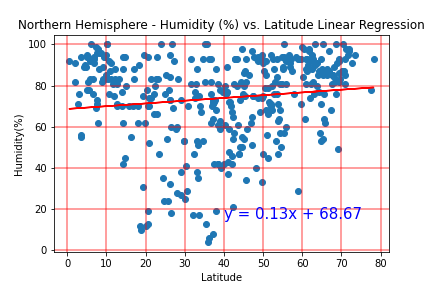 Northern Hemisphere - Humidity (%) vs. Latitude Linear Regression
100
80
60
40
20
0
Humidity(%)
y = 0.13x + 68.67
0 10 20 30 40 50 60 70 80
Latitude